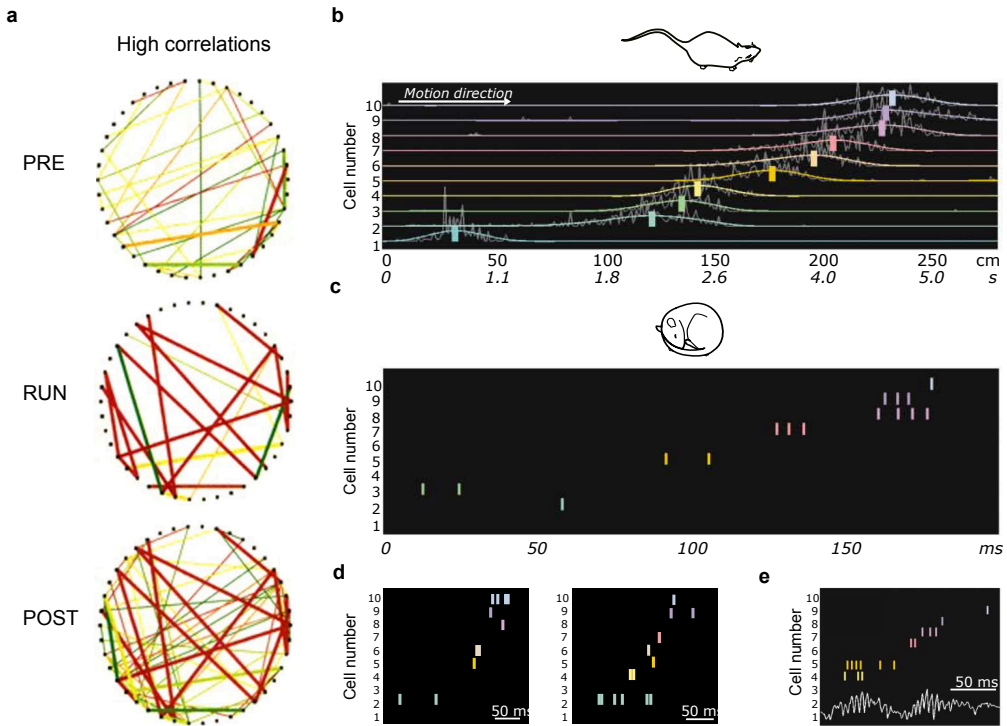 a
High correlations
PRE
RUN
POST
b
Motion direction
Cell number
10
9
8
7
6
5
4
3
2
1
50 100 150 200 250 cm
0 1.1 1.8 2.6 4.0 5.0 s
c
Cell number
10
9
8
7
6
5
4
3
2
1
0 50 100 150 ms
d
Cell number
10
9
8
7
6
5
4
3
2
1
50 ms
10
9
8
7
6
5
4
3
2
1
50 ms
e
Cell number
10
9
8
7
6
5
4
3
2
1
50 ms